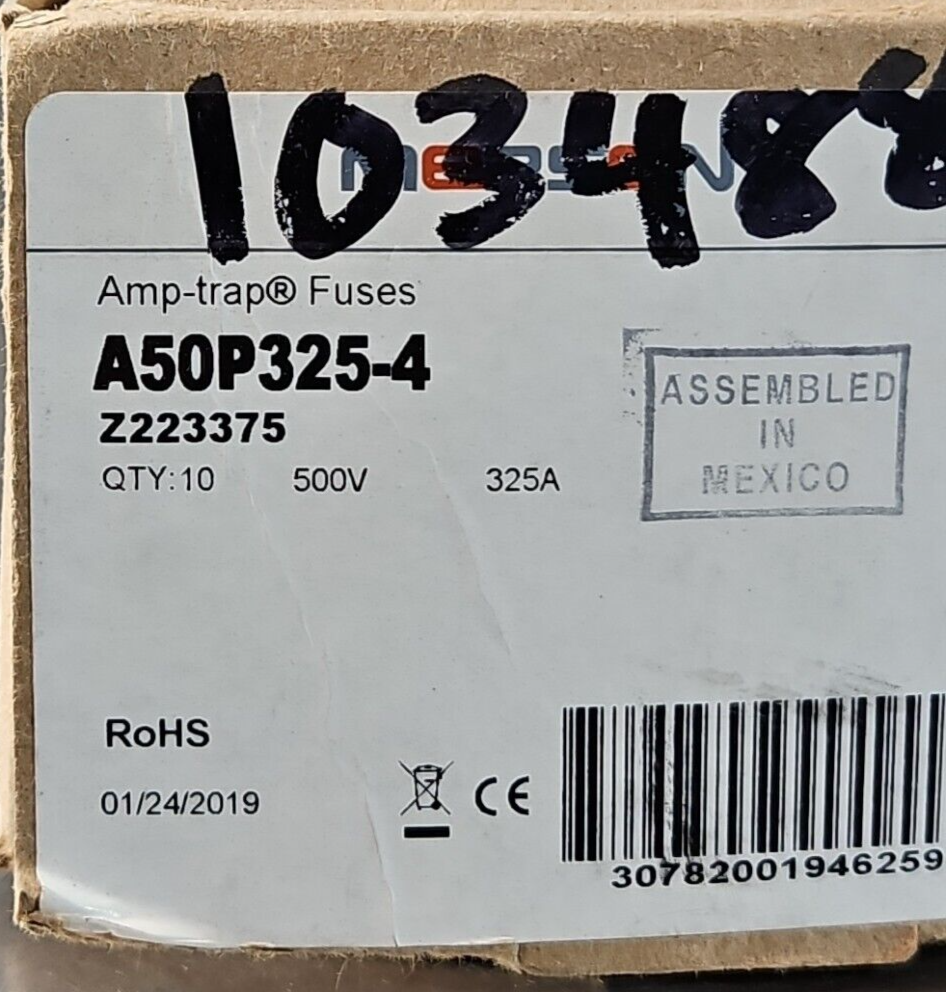 103488
MERSEN
Amp-trap® Fuses
A50P325-4
Z223375
QTY:10 500V 325A
ASSEMBLED
IN
MEXICO
RoHS
01/24/2019
CE
30782001946259